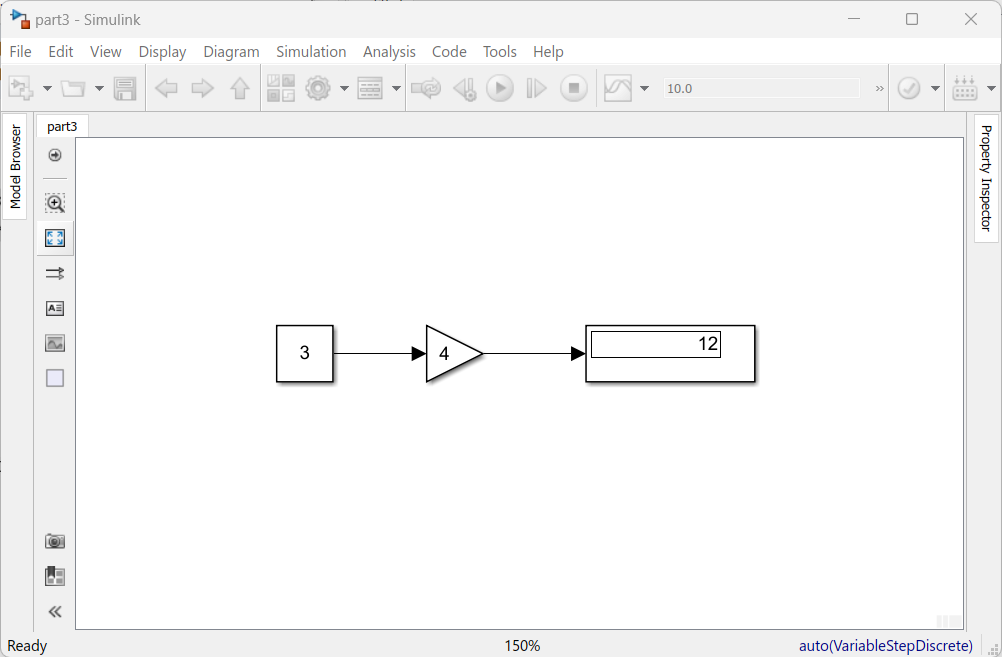 part3 - Simulink
File Edit View Display Diagram Simulation Analysis Code Tools Help
10.0 »
Model Browser
part3
Property Inspector
3
4
12
Ready 150% auto(VariableStepDiscrete)